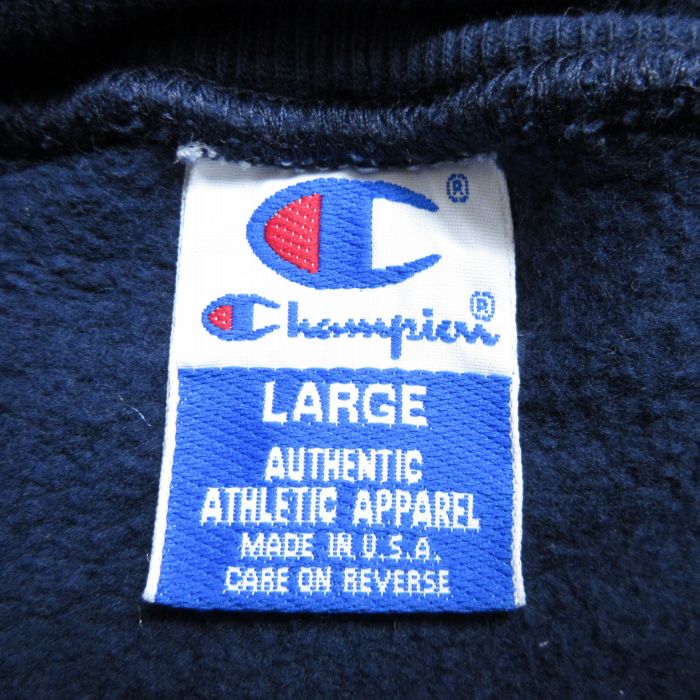 C®
Champion®
LARGE
AUTHENTIC
ATHLETIC APPAREL
MADE IN U.S.A.
CARE ON REVERSE